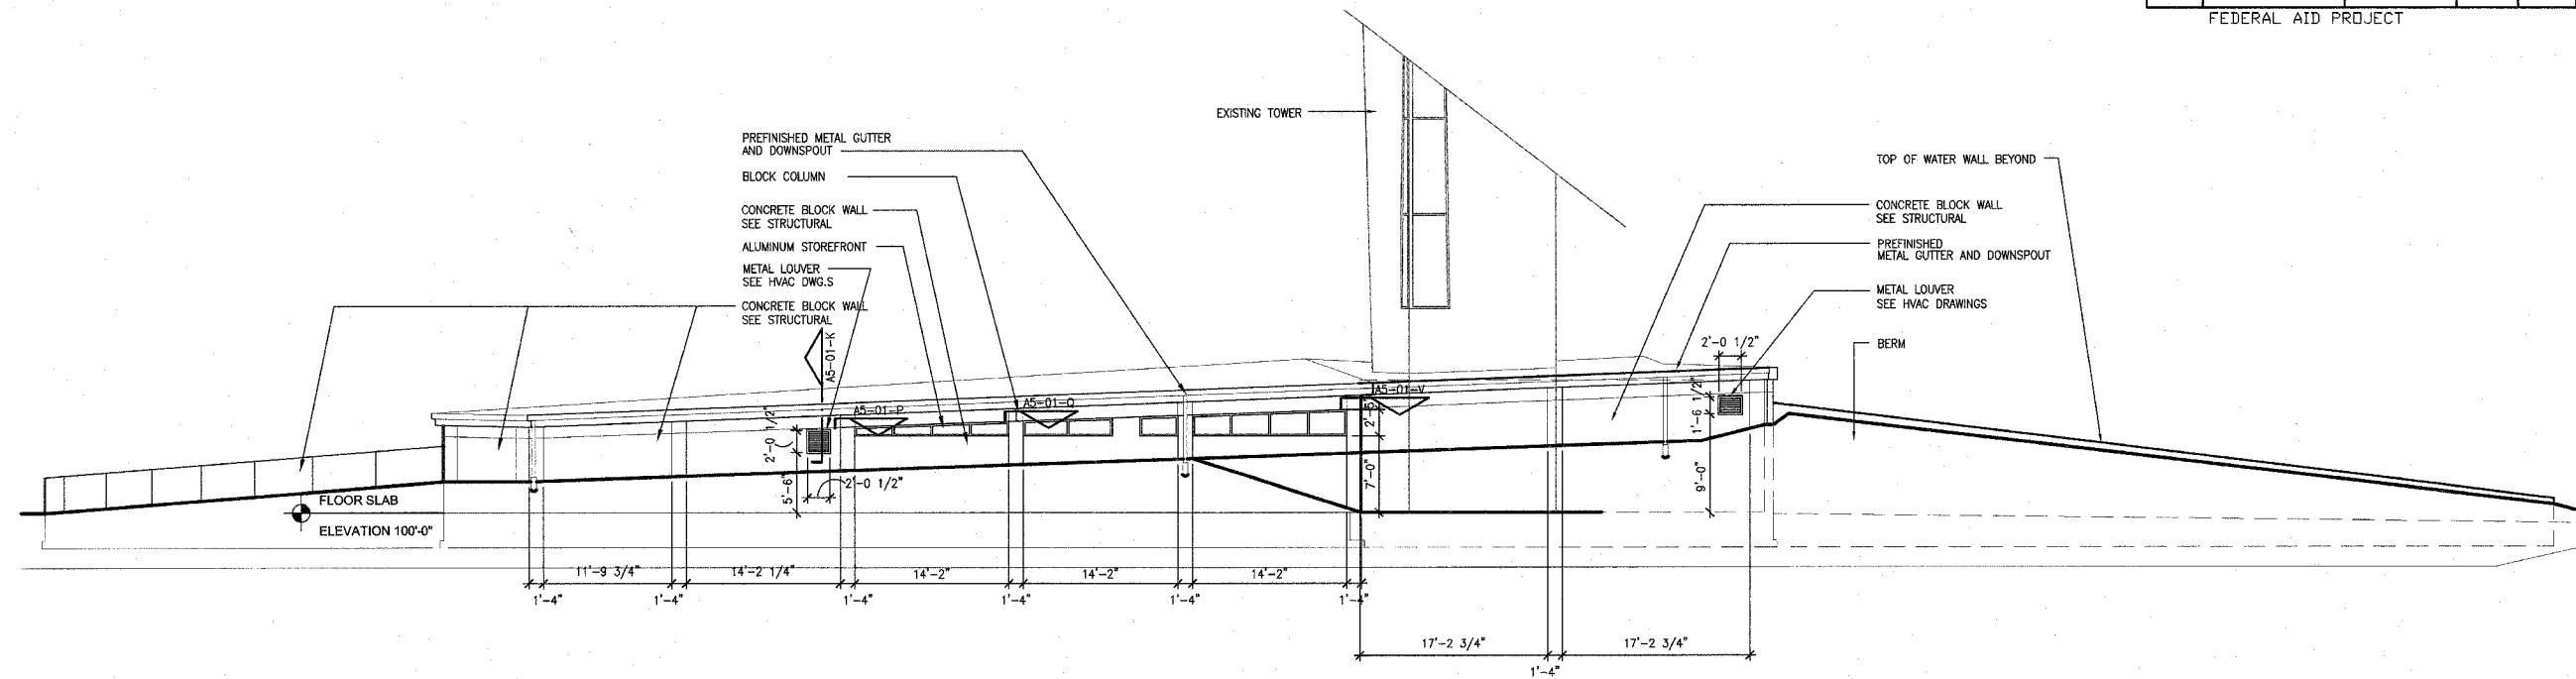 FEDERAL AID PROJECT
EXISTING TOWER
PREFINISHED METAL GUTTER
AND DOWNSPOUT
BLOCK COLUMN
CONCRETE BLOCK WALL
SEE STRUCTURAL
ALUMINUM STOREFRONT
METAL LOUVER
SEE HVAC DWG.S
CONCRETE BLOCK WALL
SEE STRUCTURAL
TOP OF WATER WALL BEYOND
CONCRETE BLOCK WALL
SEE STRUCTURAL
PREFINISHED
METAL GUTTER AND DOWNSPOUT
METAL LOUVER
SEE HVAC DRAWINGS
BERM
2'-0 1/2"
A5-01-K
A5-01-P
A5-01-Q
A5-01-V
2'-0 1/2"
5'-6"
2'-0 1/2"
7'-0"
1'-6 1/2"
9'-0"
FLOOR SLAB
ELEVATION 100'-0"
11'-9 3/4"
14'-2 1/4"
14'-2"
14'-2"
14'-2"
1'-4"
1'-4"
1'-4"
1'-4"
1'-4"
1'-4"
17'-2 3/4"
17'-2 3/4"
1'-4"